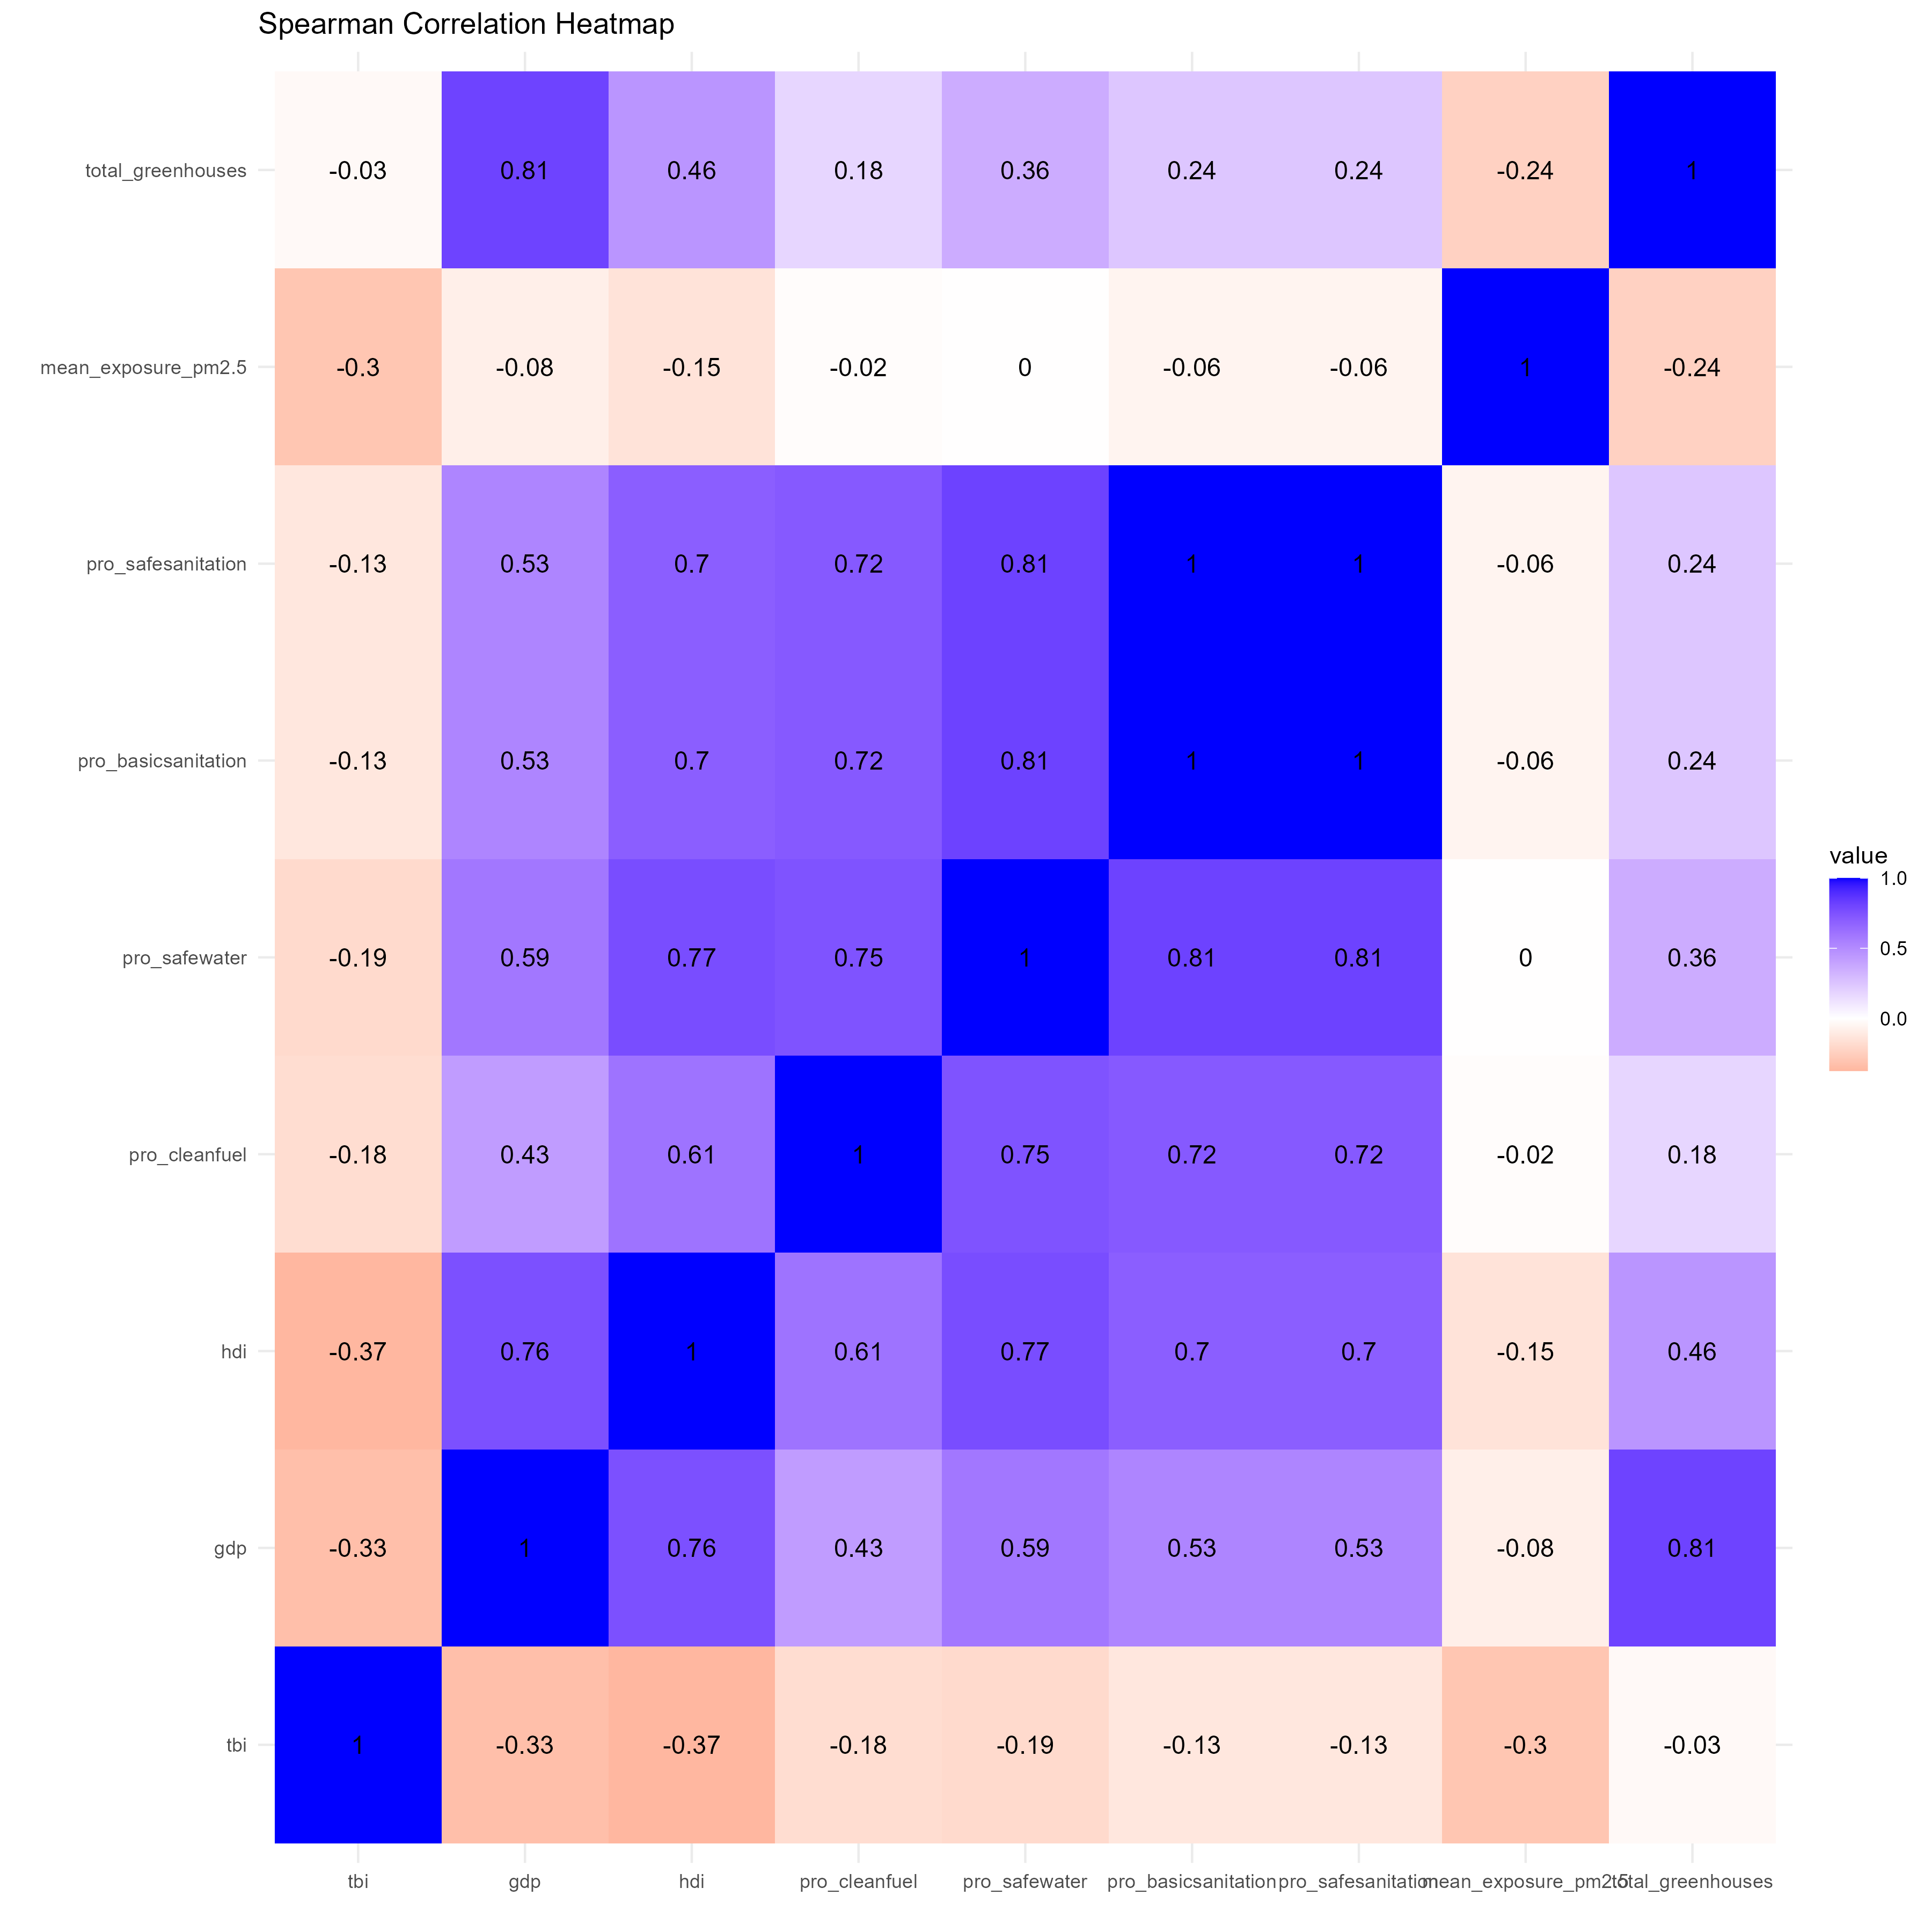 Spearman Correlation Heatmap
total_greenhouses -0.03 0.81 0.46 0.18 0.36 0.24 0.24 -0.24 1
mean_exposure_pm2.5 -0.3 -0.08 -0.15 -0.02 0 -0.06 -0.06 1 -0.24
pro_safesanitation -0.13 0.53 0.7 0.72 0.81 1 1 -0.06 0.24
pro_basicsanitation -0.13 0.53 0.7 0.72 0.81 1 1 -0.06 0.24
pro_safewater -0.19 0.59 0.77 0.75 1 0.81 0.81 0 0.36
pro_cleanfuel -0.18 0.43 0.61 1 0.75 0.72 0.72 -0.02 0.18
hdi -0.37 0.76 1 0.61 0.77 0.7 0.7 -0.15 0.46
gdp -0.33 1 0.76 0.43 0.59 0.53 0.53 -0.08 0.81
tbi 1 -0.33 -0.37 -0.18 -0.19 -0.13 -0.13 -0.3 -0.03
tbi gdp hdi pro_cleanfuel pro_safewater pro_basicsanitation pro_safesanitation mean_exposure_pm2.5 total_greenhouses
value
1.0
0.5
0.0